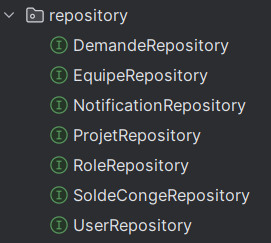 repository
DemandeRepository
EquipeRepository
NotificationRepository
ProjetRepository
RoleRepository
SoldeCongeRepository
UserRepository